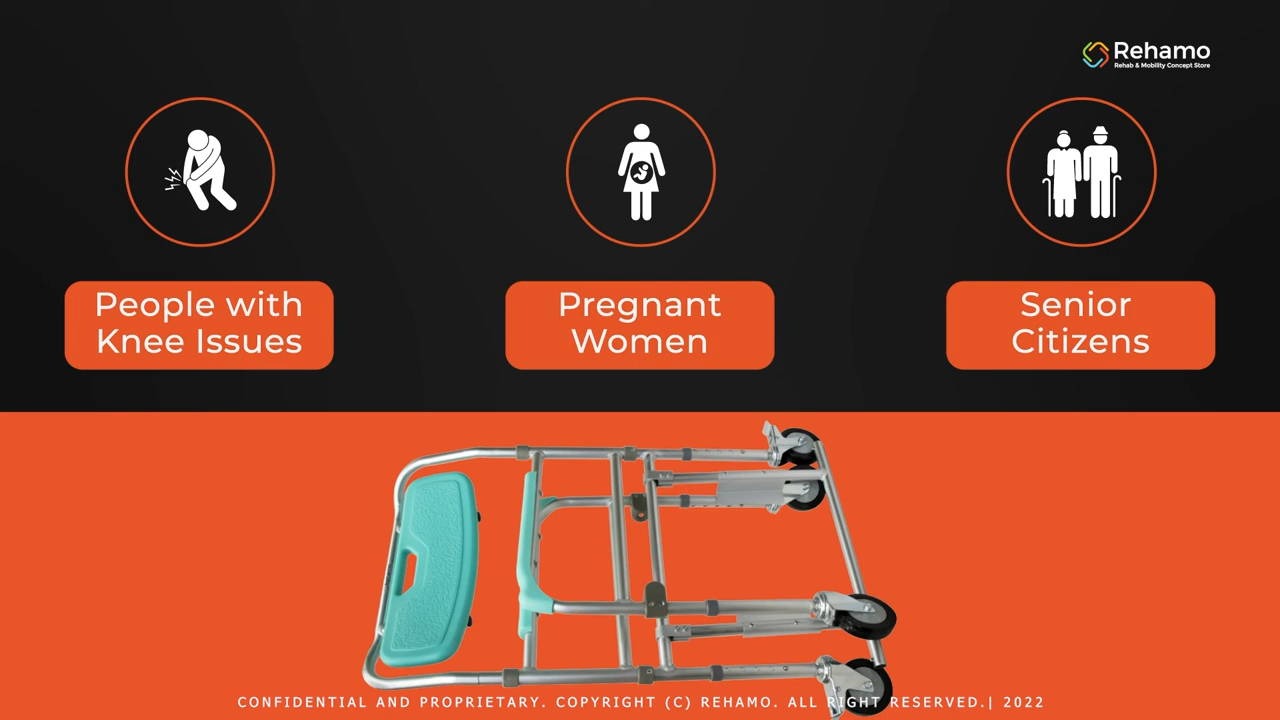 Rehamo
Rehab & Mobility Concept Store
People with
Knee Issues
Pregnant
Women
Senior
Citizens
CONFIDENTIAL AND PROPRIETARY. COPYRIGHT (C) REHAMO. ALL RIGHT RESERVED.| 2022